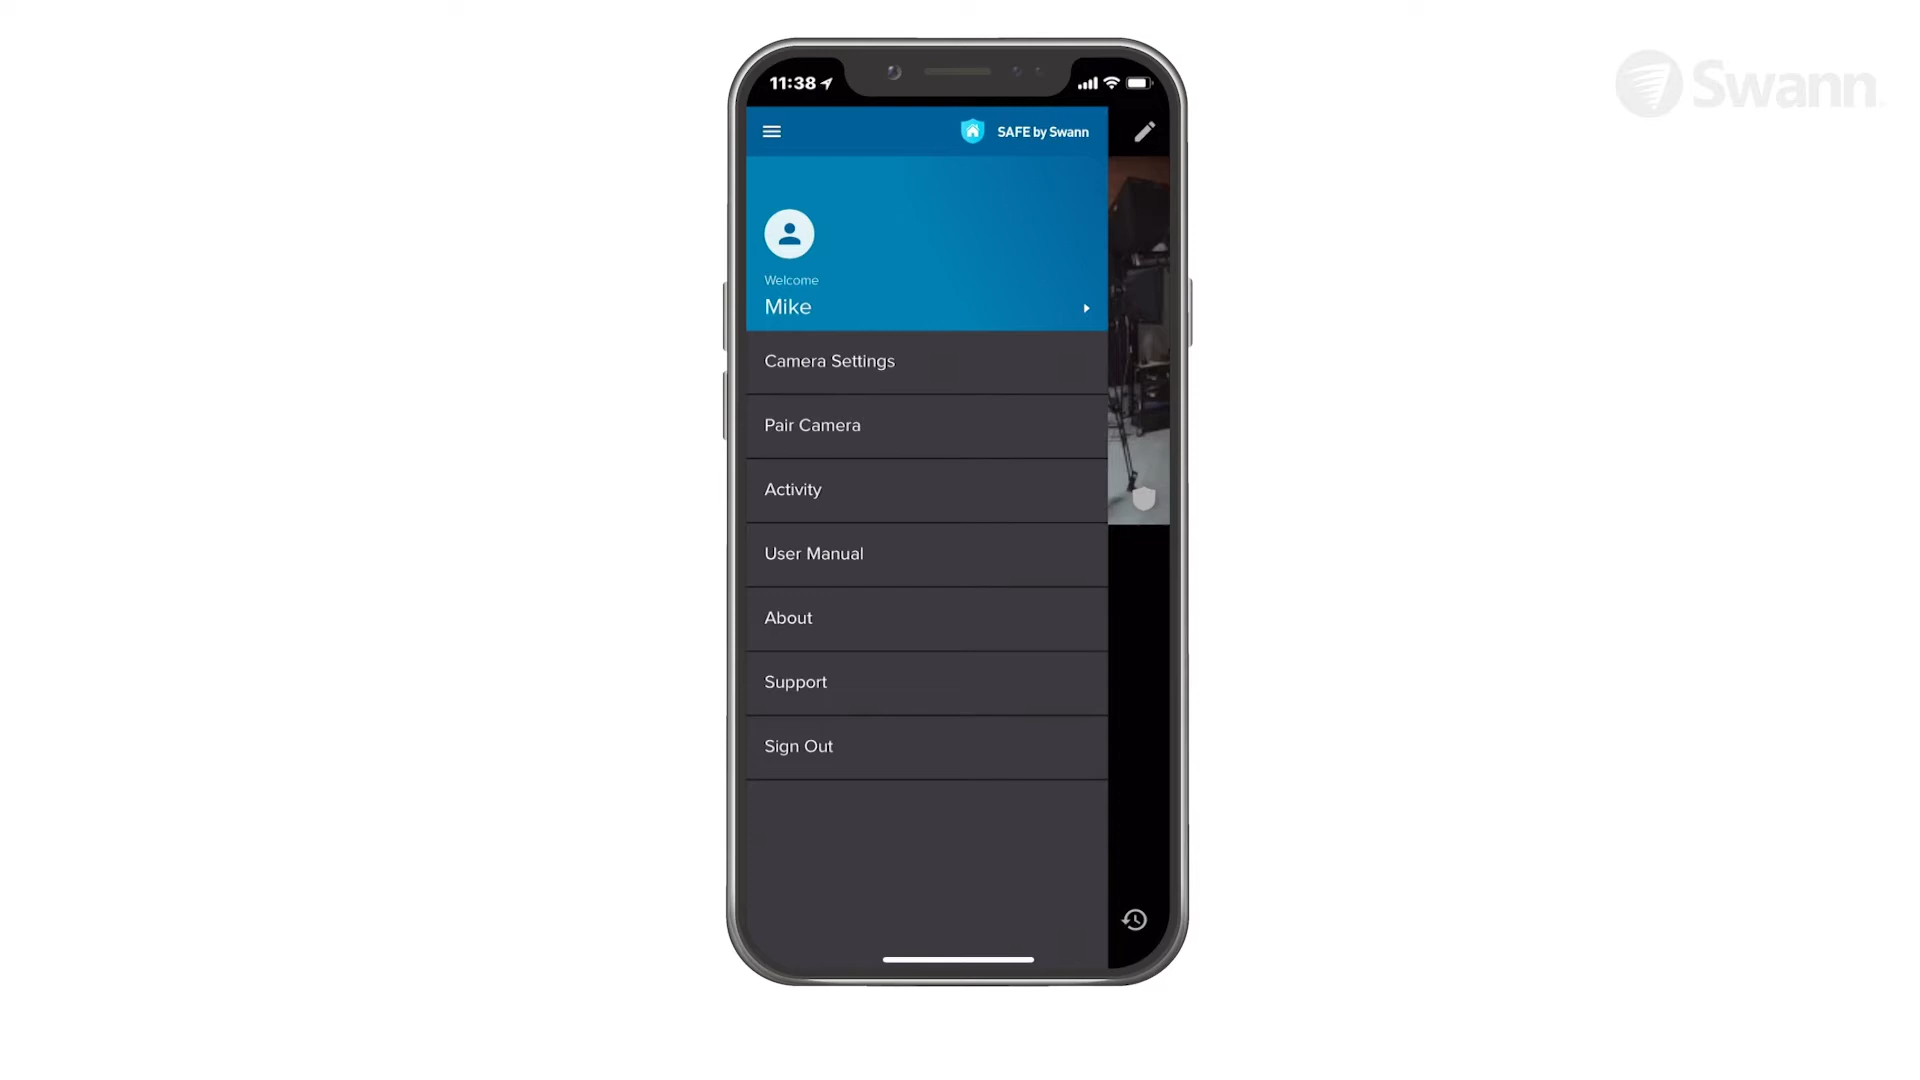 11:38
Swann
SAFE by Swann
Welcome
Mike
Camera Settings
Pair Camera
Activity
User Manual
About
Support
Sign Out